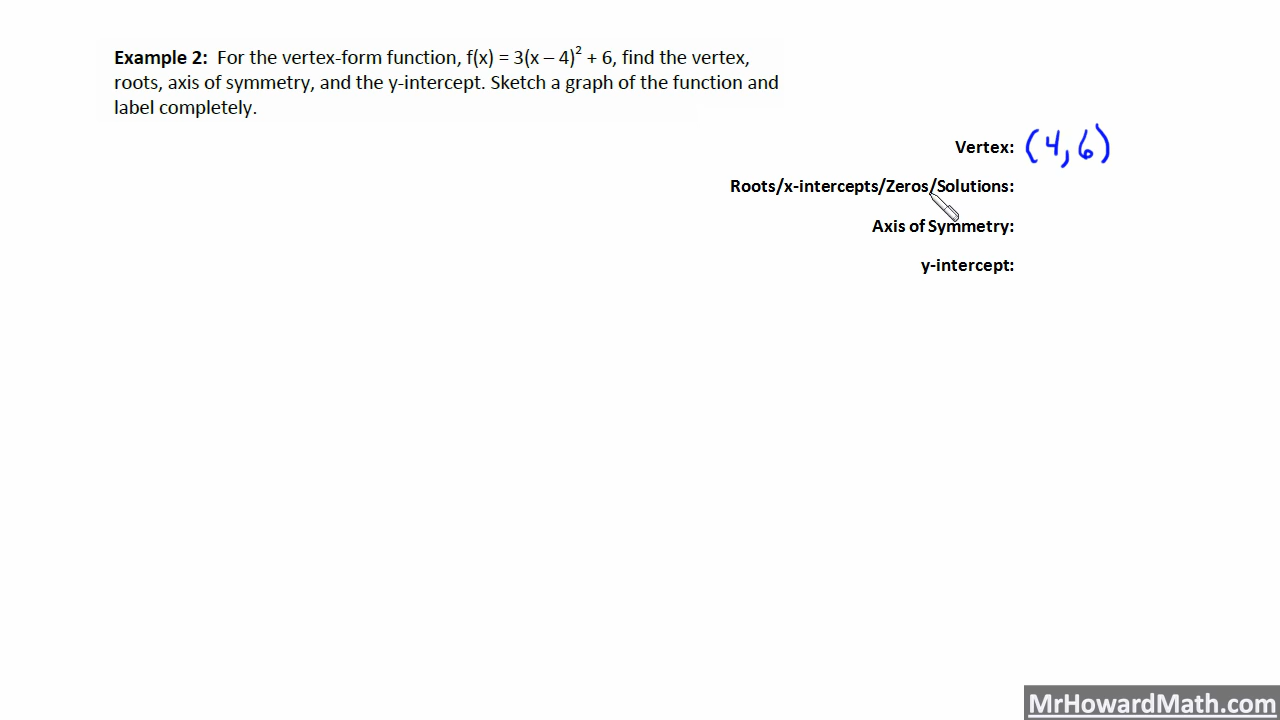 Example 2: For the vertex-form function, f(x) = 3(x – 4)² + 6, find the vertex,
roots, axis of symmetry, and the y-intercept. Sketch a graph of the function and
label completely.
Vertex: (4,6)
Roots/x-intercepts/Zeros/Solutions:
Axis of Symmetry:
y-intercept:
MrHowardMath.com